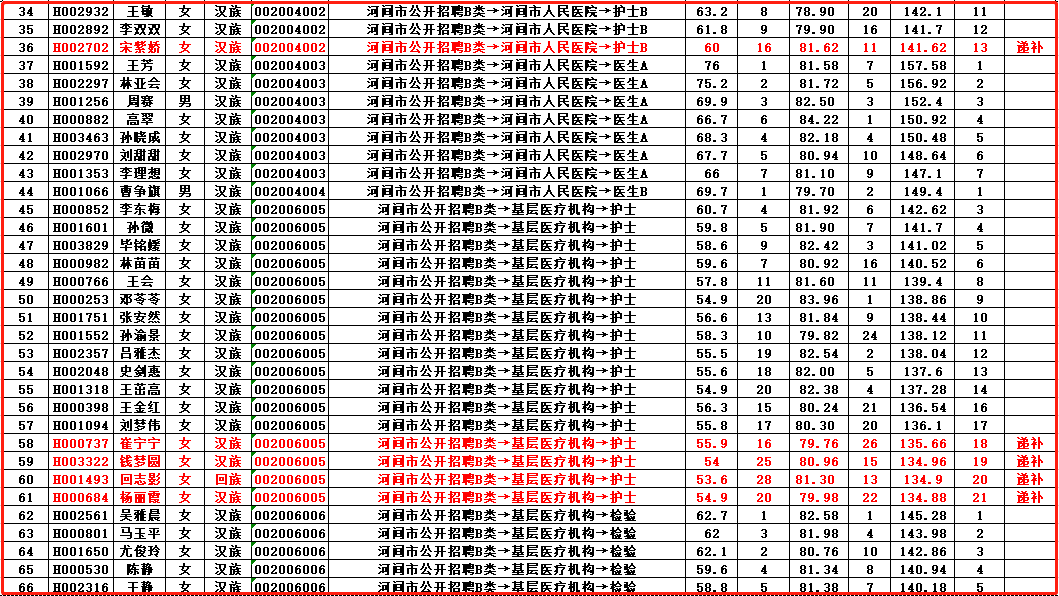 34 H002932 王敏 女 汉族 002004002 河间市公开招聘B类→河间市人民医院→护士B 63.2 8 78.90 20 142.1 11
35 H002892 李双双 女 汉族 002004002 河间市公开招聘B类→河间市人民医院→护士B 61.8 9 79.90 16 141.7 12
36 H002702 宋紫娇 女 汉族 002004002 河间市公开招聘B类→河间市人民医院→护士B 60 16 81.62 11 141.62 13 递补
37 H001592 王芳 女 汉族 002004003 河间市公开招聘B类→河间市人民医院→医生A 76 1 81.58 7 157.58 1
38 H002297 林亚会 女 汉族 002004003 河间市公开招聘B类→河间市人民医院→医生A 75.2 2 81.72 5 156.92 2
39 H001256 周赛 男 汉族 002004003 河间市公开招聘B类→河间市人民医院→医生A 69.9 3 82.50 3 152.4 3
40 H000882 高翠 女 汉族 002004003 河间市公开招聘B类→河间市人民医院→医生A 66.7 6 84.22 1 150.92 4
41 H003463 孙晓成 女 汉族 002004003 河间市公开招聘B类→河间市人民医院→医生A 68.3 4 82.18 4 150.48 5
42 H002970 刘甜甜 女 汉族 002004003 河间市公开招聘B类→河间市人民医院→医生A 67.7 5 80.94 10 148.64 6
43 H001353 李理想 女 汉族 002004003 河间市公开招聘B类→河间市人民医院→医生A 66 7 81.10 9 147.1 7
44 H001066 曹争旗 男 汉族 002004004 河间市公开招聘B类→河间市人民医院→医生B 69.7 1 79.70 2 149.4 1
45 H000852 李东梅 女 汉族 002006005 河间市公开招聘B类→基层医疗机构→护士 60.7 4 81.92 6 142.62 3
46 H001601 孙微 女 汉族 002006005 河间市公开招聘B类→基层医疗机构→护士 59.8 5 81.90 7 141.7 4
47 H003829 毕铭媛 女 汉族 002006005 河间市公开招聘B类→基层医疗机构→护士 58.6 9 82.42 3 141.02 5
48 H000982 林苗苗 女 汉族 002006005 河间市公开招聘B类→基层医疗机构→护士 59.6 7 80.92 16 140.52 6
49 H000766 王会 女 汉族 002006005 河间市公开招聘B类→基层医疗机构→护士 57.8 11 81.60 11 139.4 8
50 H000253 邓苓苓 女 汉族 002006005 河间市公开招聘B类→基层医疗机构→护士 54.9 20 83.96 1 138.86 9
51 H001751 张安然 女 汉族 002006005 河间市公开招聘B类→基层医疗机构→护士 56.6 13 81.84 9 138.44 10
52 H001552 孙渝景 女 汉族 002006005 河间市公开招聘B类→基层医疗机构→护士 58.3 10 79.82 24 138.12 11
53 H002357 吕雅杰 女 汉族 002006005 河间市公开招聘B类→基层医疗机构→护士 55.5 19 82.54 2 138.04 12
54 H002048 史剑惠 女 汉族 002006005 河间市公开招聘B类→基层医疗机构→护士 55.6 18 82.00 5 137.6 13
55 H001318 王茁高 女 汉族 002006005 河间市公开招聘B类→基层医疗机构→护士 54.9 20 82.38 4 137.28 14
56 H000398 王金红 女 汉族 002006005 河间市公开招聘B类→基层医疗机构→护士 56.3 15 80.24 21 136.54 16
57 H001094 刘梦伟 女 汉族 002006005 河间市公开招聘B类→基层医疗机构→护士 55.8 17 80.30 20 136.1 17
58 H000737 崔宁宁 女 汉族 002006005 河间市公开招聘B类→基层医疗机构→护士 55.9 16 79.76 26 135.66 18 递补
59 H003322 钱梦圆 女 汉族 002006005 河间市公开招聘B类→基层医疗机构→护士 54 25 80.96 15 134.96 19 递补
60 H001493 回志影 女 回族 002006005 河间市公开招聘B类→基层医疗机构→护士 53.6 28 81.30 13 134.9 20 递补
61 H000684 杨丽霞 女 汉族 002006005 河间市公开招聘B类→基层医疗机构→护士 54.9 20 79.98 22 134.88 21 递补
62 H002561 吴雅晨 女 汉族 002006006 河间市公开招聘B类→基层医疗机构→检验 62.7 1 82.58 1 145.28 1
63 H000801 马玉平 女 汉族 002006006 河间市公开招聘B类→基层医疗机构→检验 62 3 81.98 4 143.98 2
64 H001650 尤俊玲 女 汉族 002006006 河间市公开招聘B类→基层医疗机构→检验 62.1 2 80.76 10 142.86 3
65 H000530 陈静 女 汉族 002006006 河间市公开招聘B类→基层医疗机构→检验 59.6 4 81.34 8 140.94 4
66 H002316 王静 女 汉族 002006006 河间市公开招聘B类→基层医疗机构→检验 58.8 5 81.38 7 140.18 5